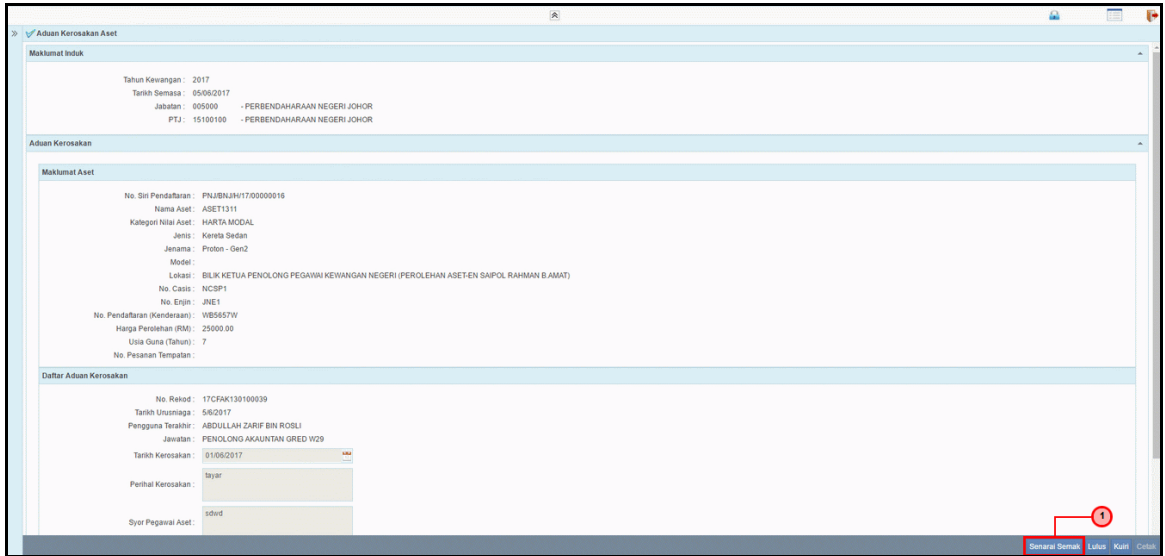 Aduan Kerosakan Aset
Maklumat Induk
Tahun Kewangan : 2017
Tarikh Semasa : 05/06/2017
Jabatan : 005000 - PERBENDAHARAAN NEGERI JOHOR
PTJ : 15100100 - PERBENDAHARAAN NEGERI JOHOR
Aduan Kerosakan
Maklumat Aset
No. Siri Pendaftaran : PNJ/BNJ/H/17/00000016
Nama Aset : ASET1311
Kategori Nilai Aset : HARTA MODAL
Jenis : Kereta Sedan
Jenama : Proton - Gen2
Model :
Lokasi : BILIK KETUA PENOLONG PEGAWAI KEWANGAN NEGERI (PEROLEHAN ASET-EN SAIPOL RAHMAN B.AMAT)
No. Casis : NCSP1
No. Enjin : JNE1
No. Pendaftaran (Kenderaan) : WB5657W
Harga Perolehan (RM) : 25000.00
Usia Guna (Tahun) : 7
No. Pesanan Tempatan :
Daftar Aduan Kerosakan
No. Rekod : 17CFAK130100039
Tarikh Urusniaga : 5/6/2017
Pengguna Terakhir : ABDULLAH ZARIF BIN ROSLI
Jawatan : PENOLONG AKAUNTAN GRED W29
Tarikh Kerosakan : 01/06/2017
Perihal Kerosakan : tayar
Syor Pegawai Aset : sdwd
1
Senarai Semak Lulus Kuiri Cetak